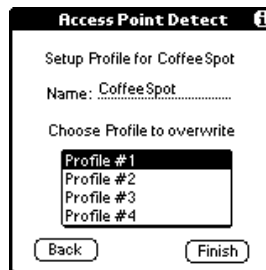 Access Point Detect i
Setup Profile for CoffeeSpot
Name: CoffeeSpot
Choose Profile to overwrite
Profile #1
Profile #2
Profile #3
Profile #4
Back Finish